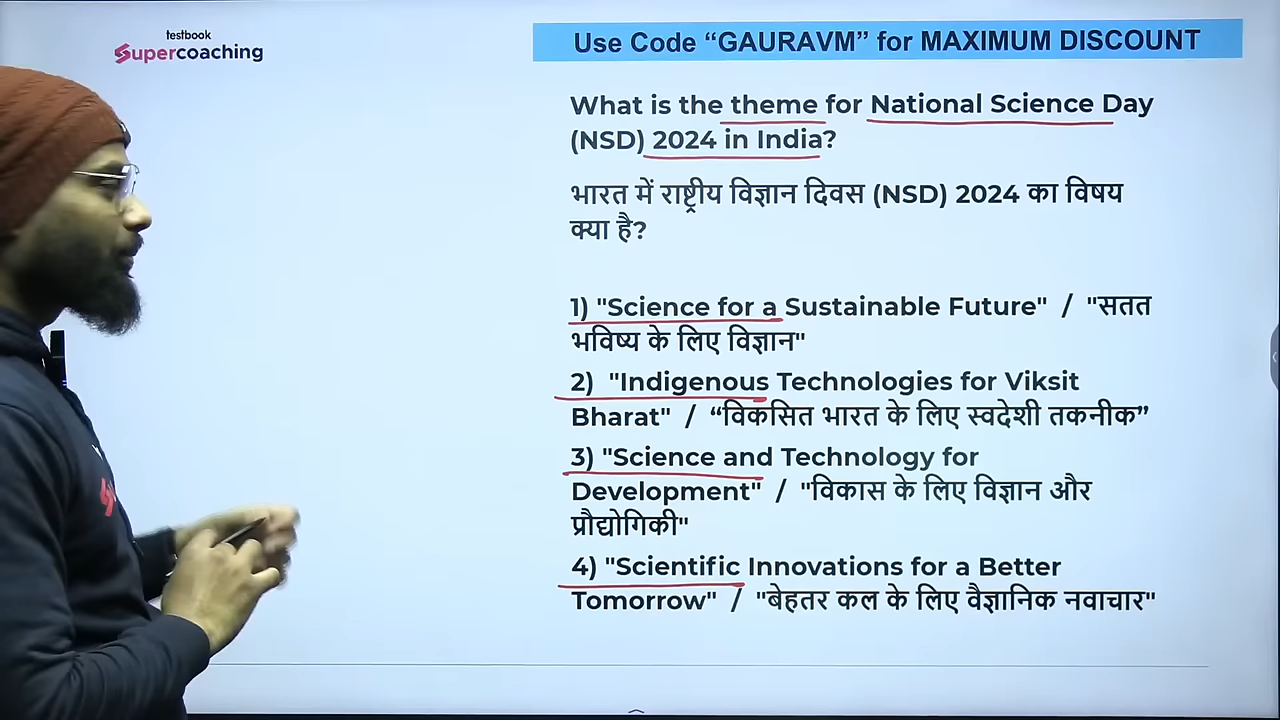 testbook
Supercoaching
Use Code “GAURAVM” for MAXIMUM DISCOUNT
What is the theme for National Science Day
(NSD) 2024 in India?
भारत में राष्ट्रीय विज्ञान दिवस (NSD) 2024 का विषय
क्या है?
1) "Science for a Sustainable Future" / "सतत
भविष्य के लिए विज्ञान"
2) "Indigenous Technologies for Viksit
Bharat" / “विकसित भारत के लिए स्वदेशी तकनीक”
3) "Science and Technology for
Development" / "विकास के लिए विज्ञान और
प्रौद्योगिकी"
4) "Scientific Innovations for a Better
Tomorrow" / "बेहतर कल के लिए वैज्ञानिक नवाचार"